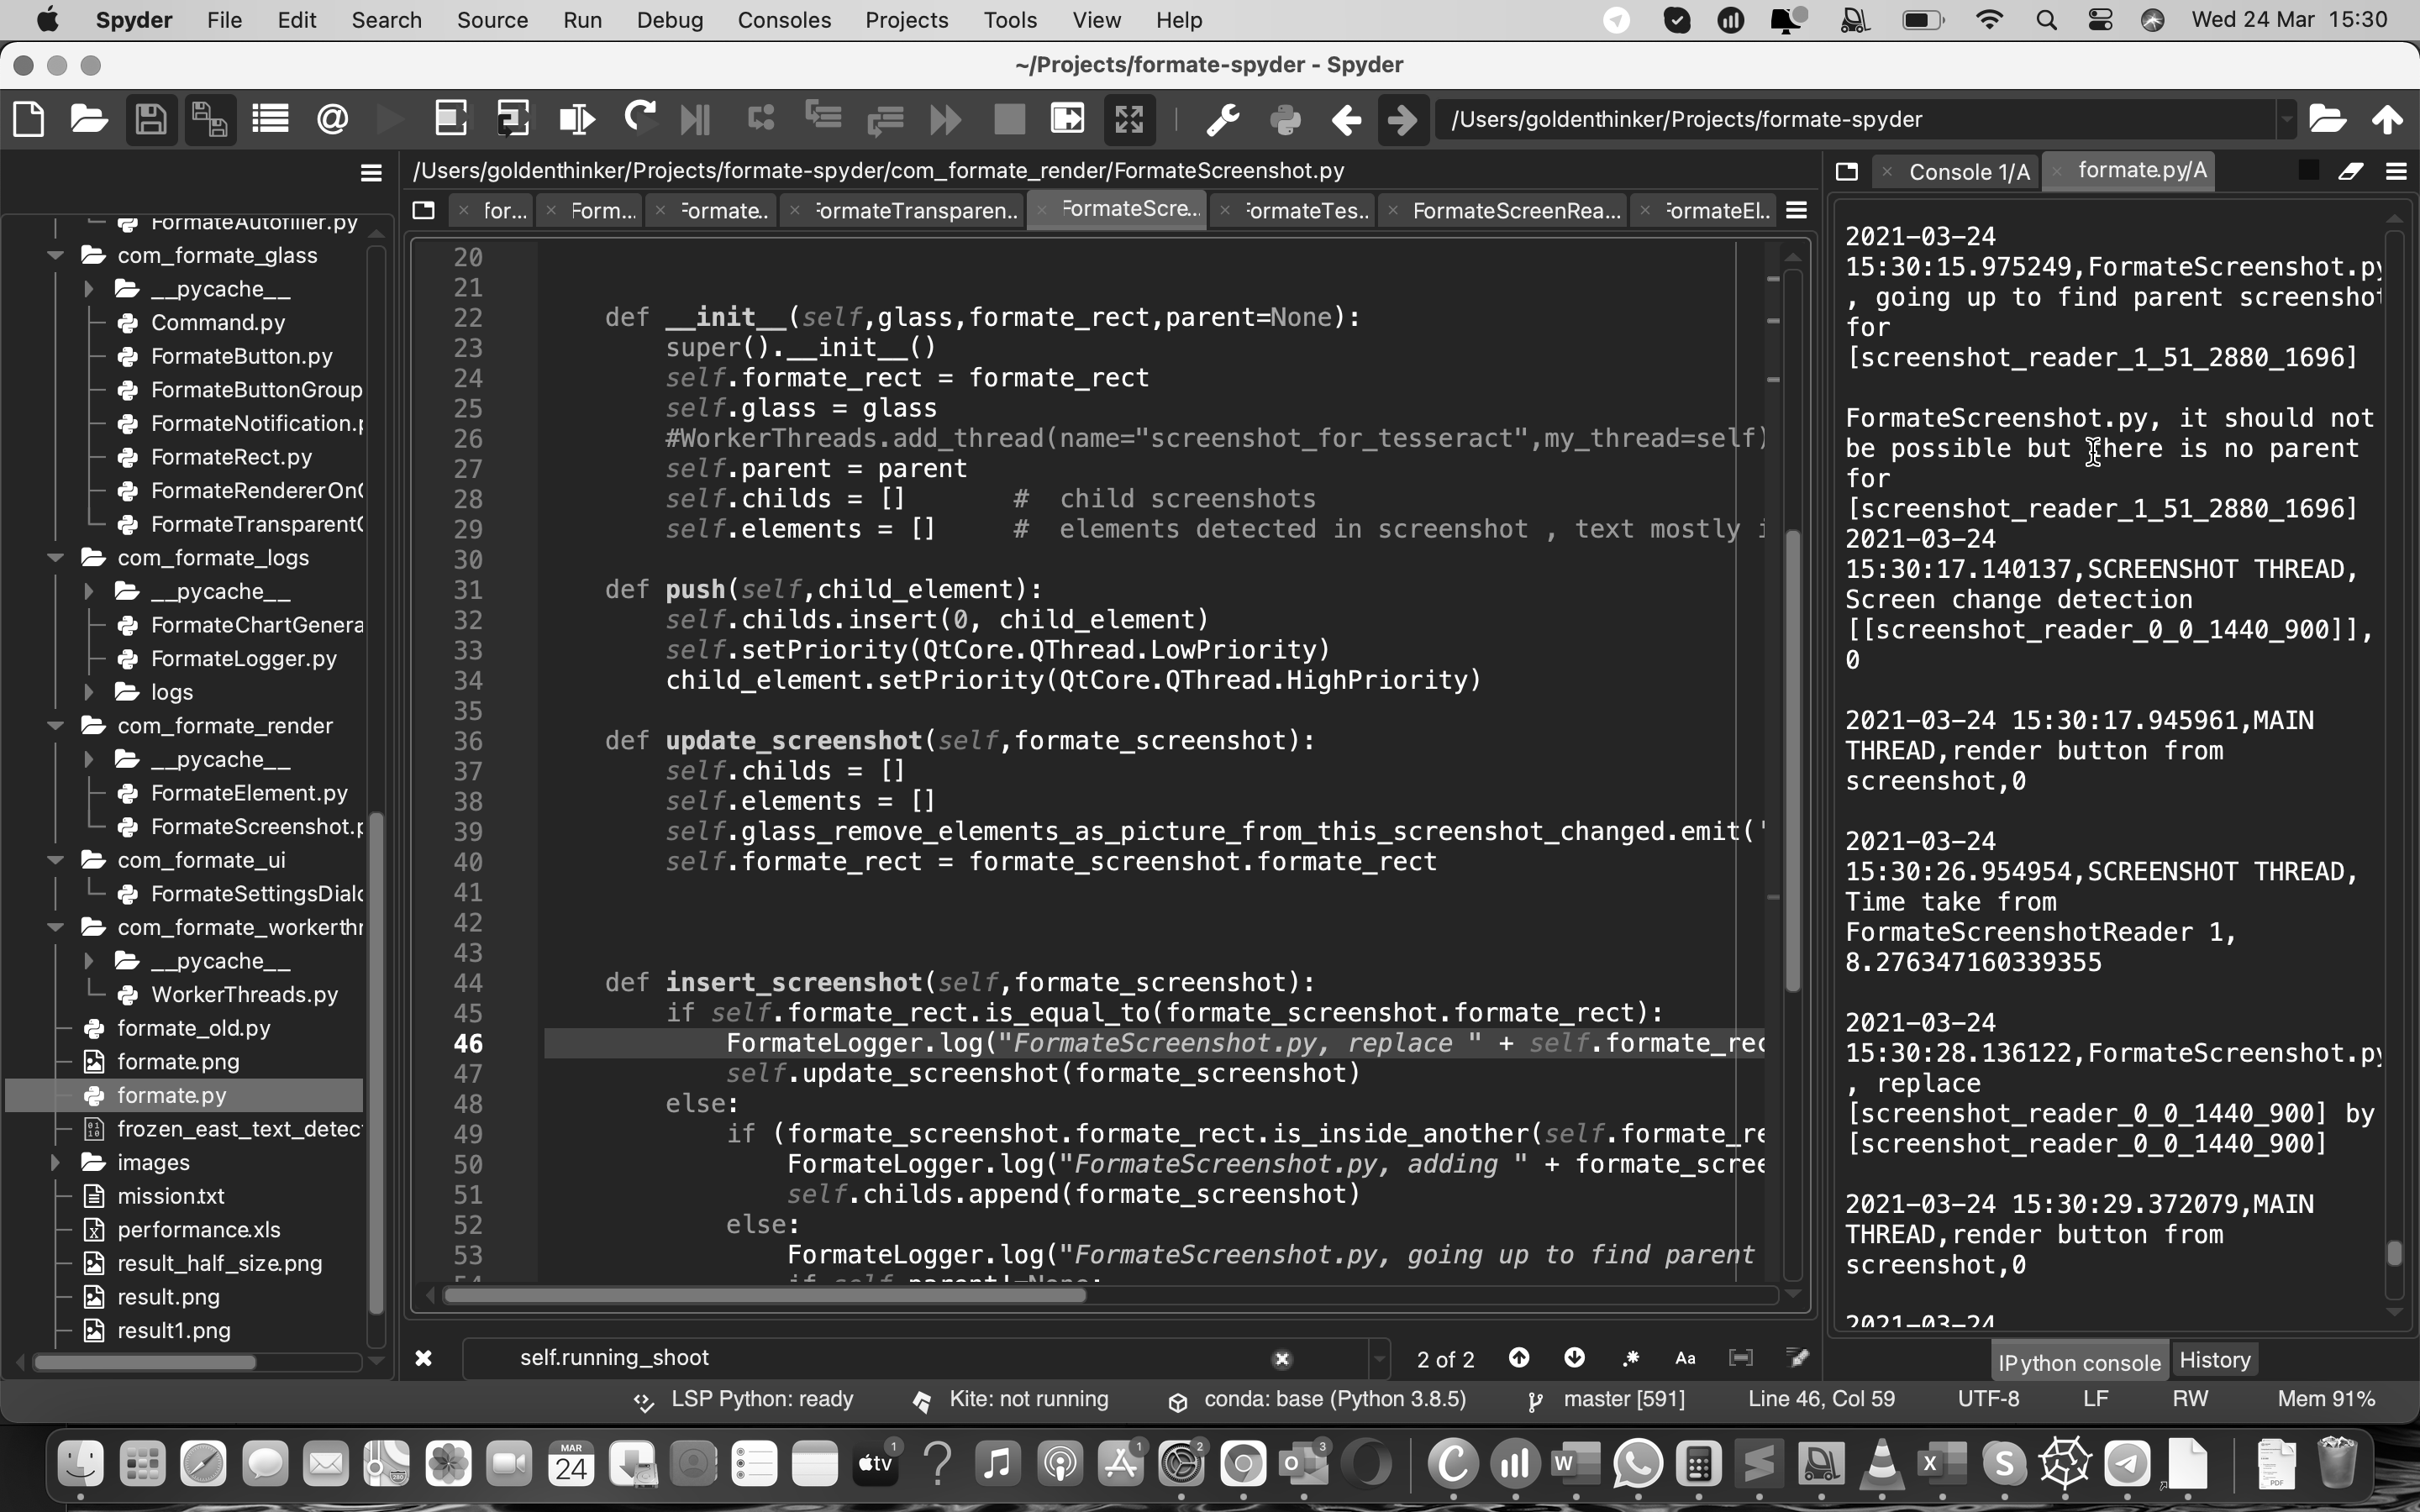 Spyder File Edit Search Source Run Debug Consoles Projects Tools View Help
Wed 24 Mar 15:30
~/Projects/formate-spyder - Spyder
/Users/goldenthinker/Projects/formate-spyder
FormateAutofiller.py
com_formate_glass
__pycache__
Command.py
FormateButton.py
FormateButtonGroup
FormateNotification.p
FormateRect.py
FormateRendererOn
FormateTransparent
com_formate_logs
__pycache__
FormateChartGenera
FormateLogger.py
logs
com_formate_render
__pycache__
FormateElement.py
FormateScreenshot.p
com_formate_ui
FormateSettingsDialo
com_formate_workerthr
__pycache__
WorkerThreads.py
formate_old.py
formate.png
formate.py
frozen_east_text_detec
images
mission.txt
performance.xls
result_half_size.png
result.png
result1.png
/Users/goldenthinker/Projects/formate-spyder/com_formate_render/FormateScreenshot.py
for... Form... Formate.. FormateTransparen.. FormateScre... FormateTes.. FormateScreenRea... FormateEl..
20
21
22 def __init__(self,glass,formate_rect,parent=None):
23 super().__init__()
24 self.formate_rect = formate_rect
25 self.glass = glass
26 #WorkerThreads.add_thread(name="screenshot_for_tesseract",my_thread=self)
27 self.parent = parent
28 self.childs = [] # child screenshots
29 self.elements = [] # elements detected in screenshot , text mostly i
30
31 def push(self,child_element):
32 self.childs.insert(0, child_element)
33 self.setPriority(QtCore.QThread.LowPriority)
34 child_element.setPriority(QtCore.QThread.HighPriority)
35
36 def update_screenshot(self,formate_screenshot):
37 self.childs = []
38 self.elements = []
39 self.glass_remove_elements_as_picture_from_this_screenshot_changed.emit('
40 self.formate_rect = formate_screenshot.formate_rect
41
42
43
44 def insert_screenshot(self,formate_screenshot):
45 if self.formate_rect.is_equal_to(formate_screenshot.formate_rect):
46 FormateLogger.log("FormateScreenshot.py, replace " + self.formate_rec
47 self.update_screenshot(formate_screenshot)
48 else:
49 if (formate_screenshot.formate_rect.is_inside_another(self.formate_re
50 FormateLogger.log("FormateScreenshot.py, adding " + formate_scree
51 self.childs.append(formate_screenshot)
52 else:
53 FormateLogger.log("FormateScreenshot.py, going up to find parent
54 if self.parent!=None:
self.running_shoot
2 of 2
Aa
Console 1/A formate.py/A
2021-03-24
15:30:15.975249,FormateScreenshot.py
, going up to find parent screenshot
for
[screenshot_reader_1_51_2880_1696]
FormateScreenshot.py, it should not
be possible but there is no parent
for
[screenshot_reader_1_51_2880_1696]
2021-03-24
15:30:17.140137,SCREENSHOT THREAD,
Screen change detection
[[screenshot_reader_0_0_1440_900]],
0
2021-03-24 15:30:17.945961,MAIN
THREAD,render button from
screenshot,0
2021-03-24
15:30:26.954954,SCREENSHOT THREAD,
Time take from
FormateScreenshotReader 1,
8.276347160339355
2021-03-24
15:30:28.136122,FormateScreenshot.py
, replace
[screenshot_reader_0_0_1440_900] by
[screenshot_reader_0_0_1440_900]
2021-03-24 15:30:29.372079,MAIN
THREAD,render button from
screenshot,0
2021-03-24
IPython console History
LSP Python: ready Kite: not running conda: base (Python 3.8.5) master [591] Line 46, Col 59 UTF-8 LF RW Mem 91%
MAR
24
tv
1
1
2
3
PDF